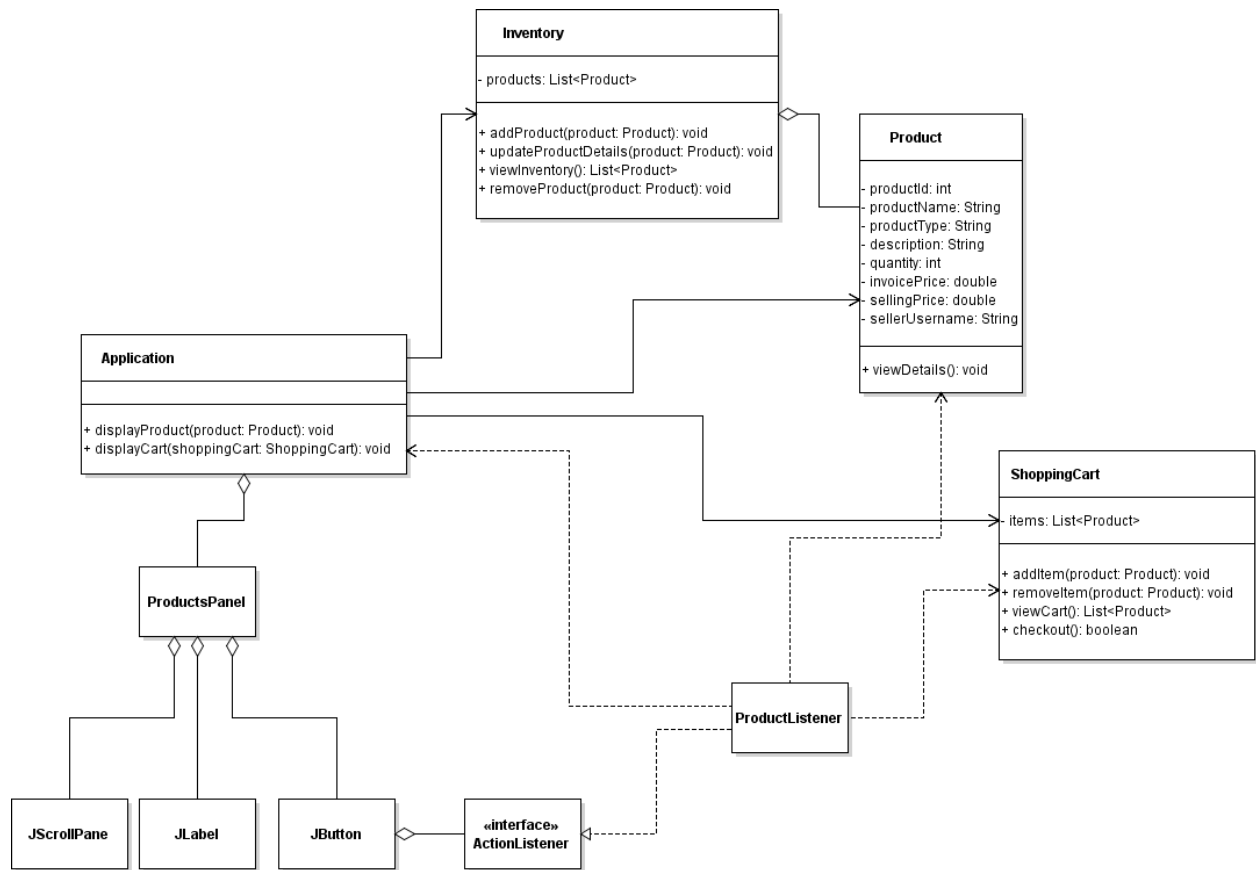 Inventory
- products: List<Product>
+ addProduct(product: Product): void
+ updateProductDetails(product: Product): void
+ viewInventory(): List<Product>
+ removeProduct(product: Product): void
Product
- productId: int
- productName: String
- productType: String
- description: String
- quantity: int
- invoicePrice: double
- sellingPrice: double
- sellerUsername: String
+ viewDetails(): void
Application
+ displayProduct(product: Product): void
+ displayCart(shoppingCart: ShoppingCart): void
ShoppingCart
- items: List<Product>
+ addItem(product: Product): void
+ removeItem(product: Product): void
+ viewCart(): List<Product>
+ checkout(): boolean
ProductsPanel
ProductListener
JScrollPane
JLabel
JButton
«interface»
ActionListener